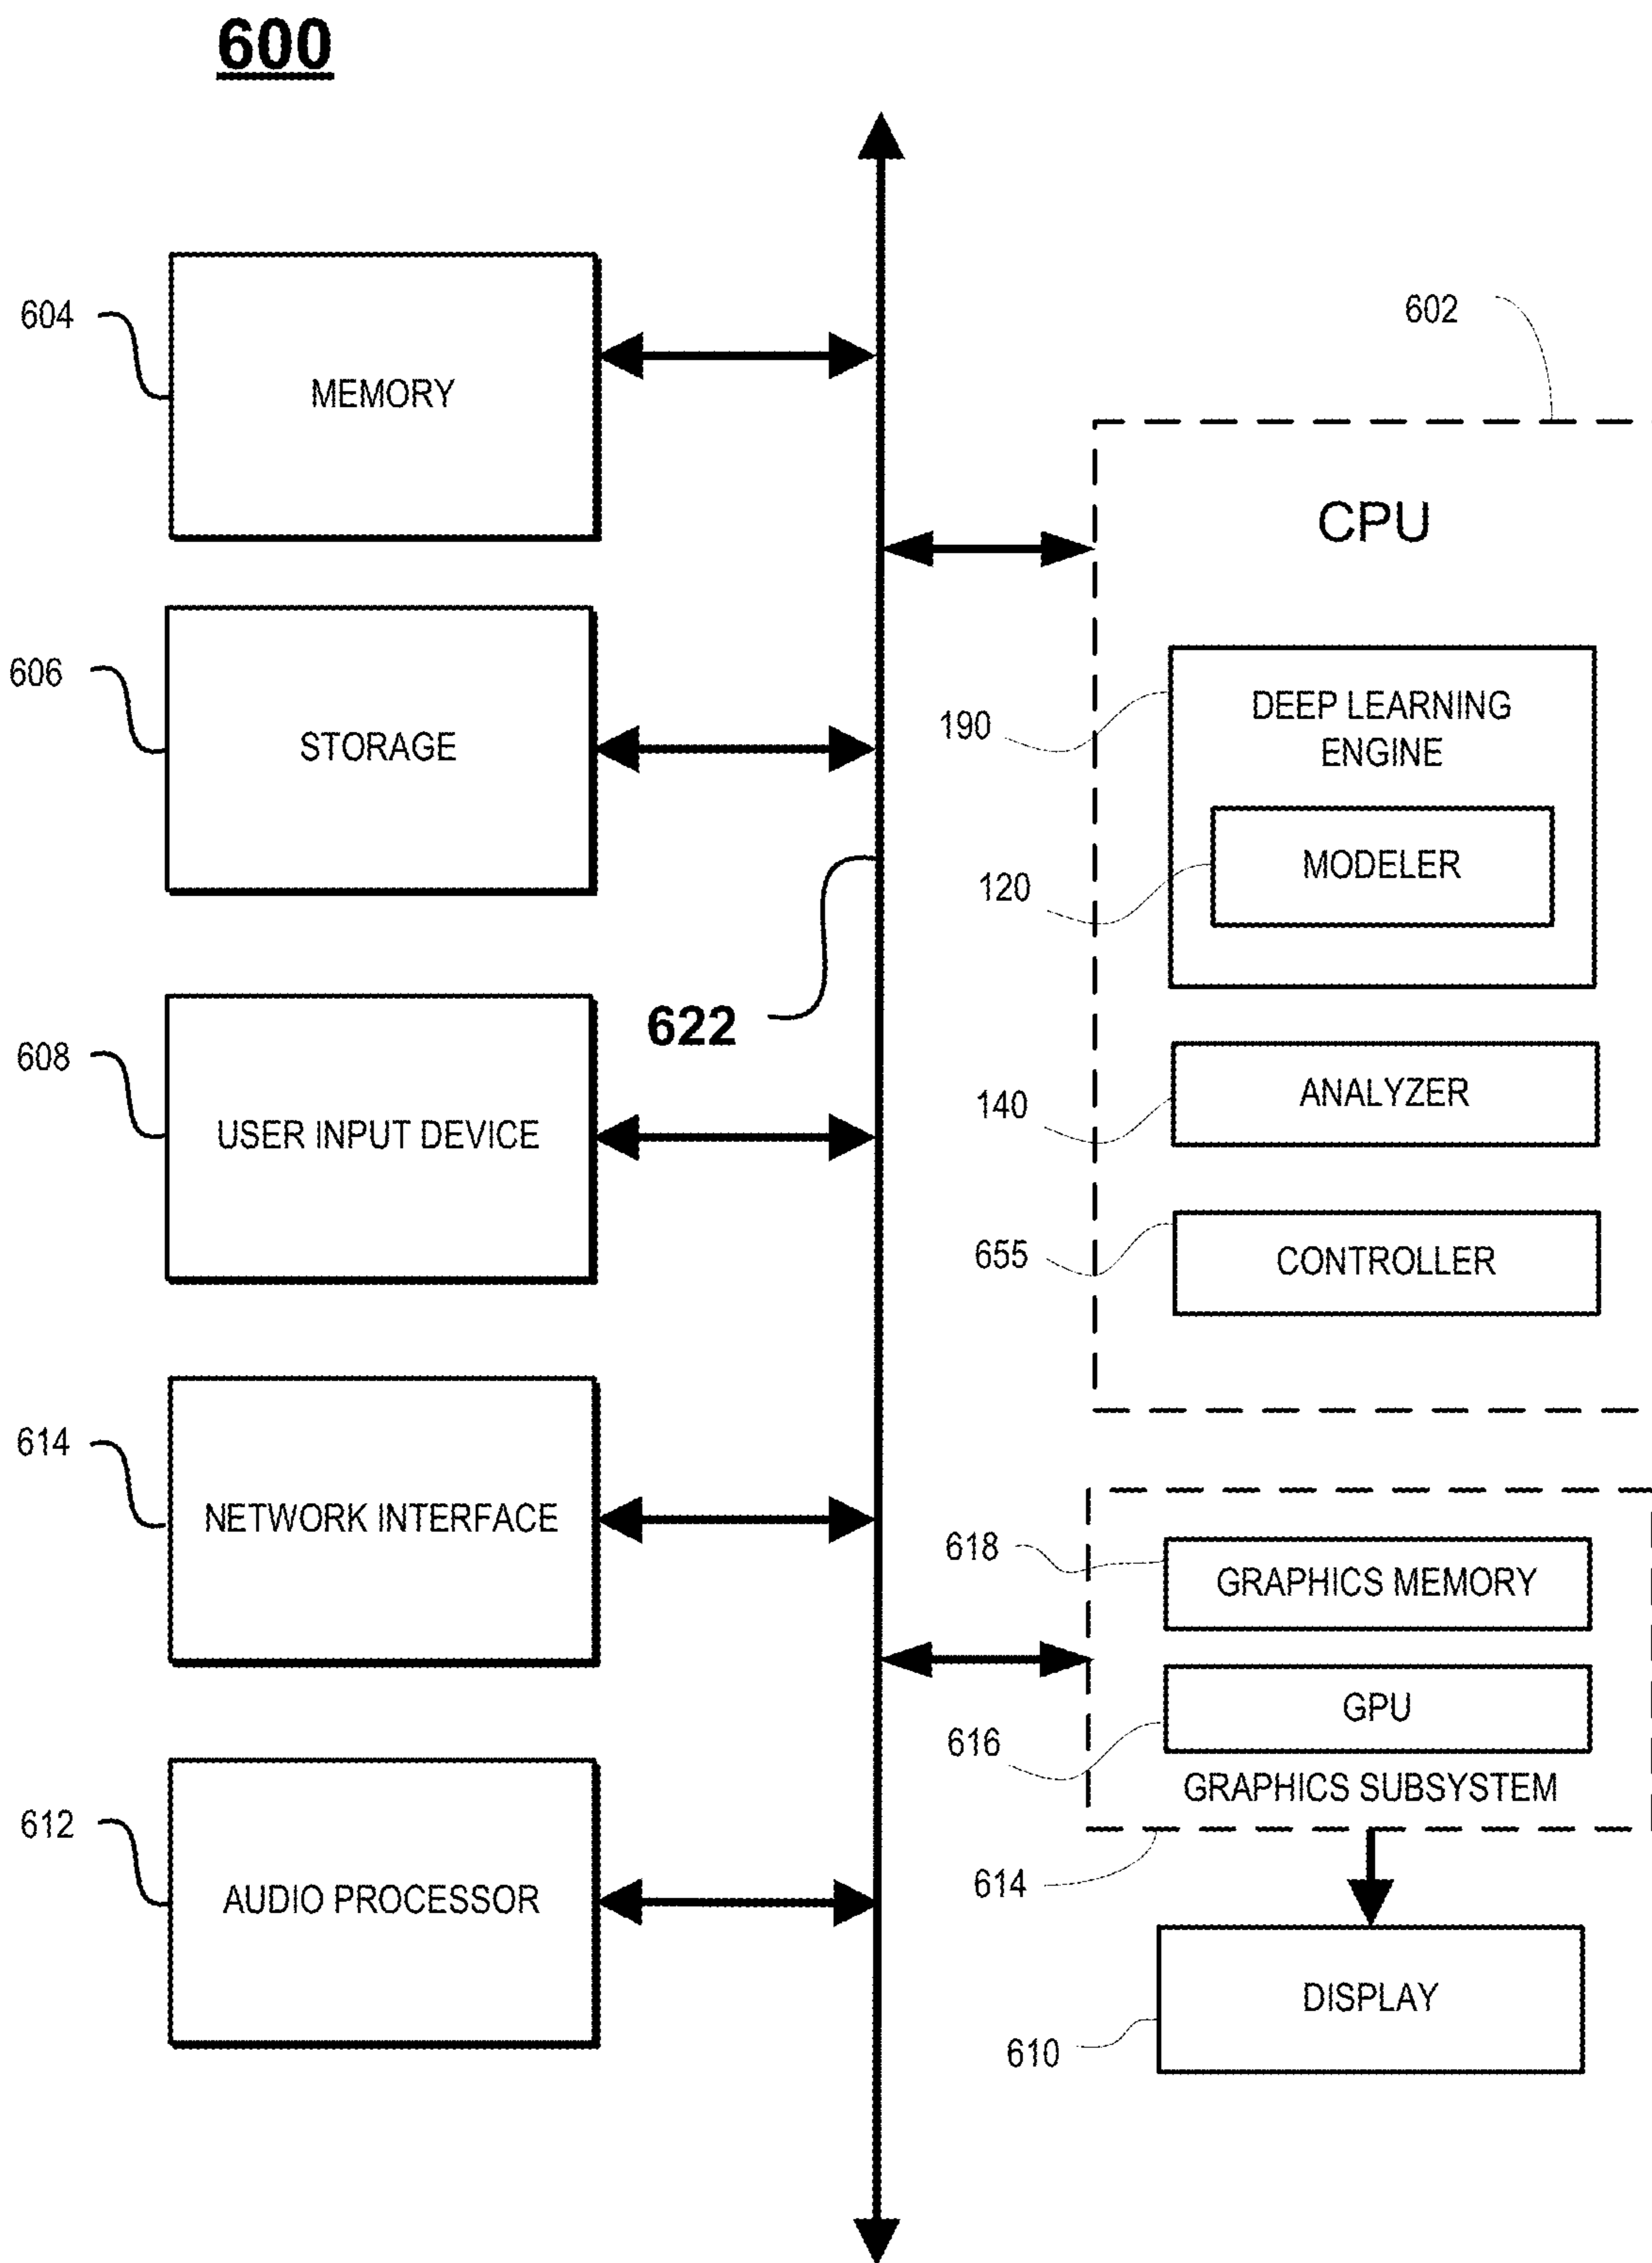 600
604
MEMORY
606
STORAGE
608
USER INPUT DEVICE
614
NETWORK INTERFACE
612
AUDIO PROCESSOR
622
602
CPU
190
DEEP LEARNING
ENGINE
120
MODELER
140
ANALYZER
655
CONTROLLER
618
GRAPHICS MEMORY
616
GPU
GRAPHICS SUBSYSTEM
614
610
DISPLAY